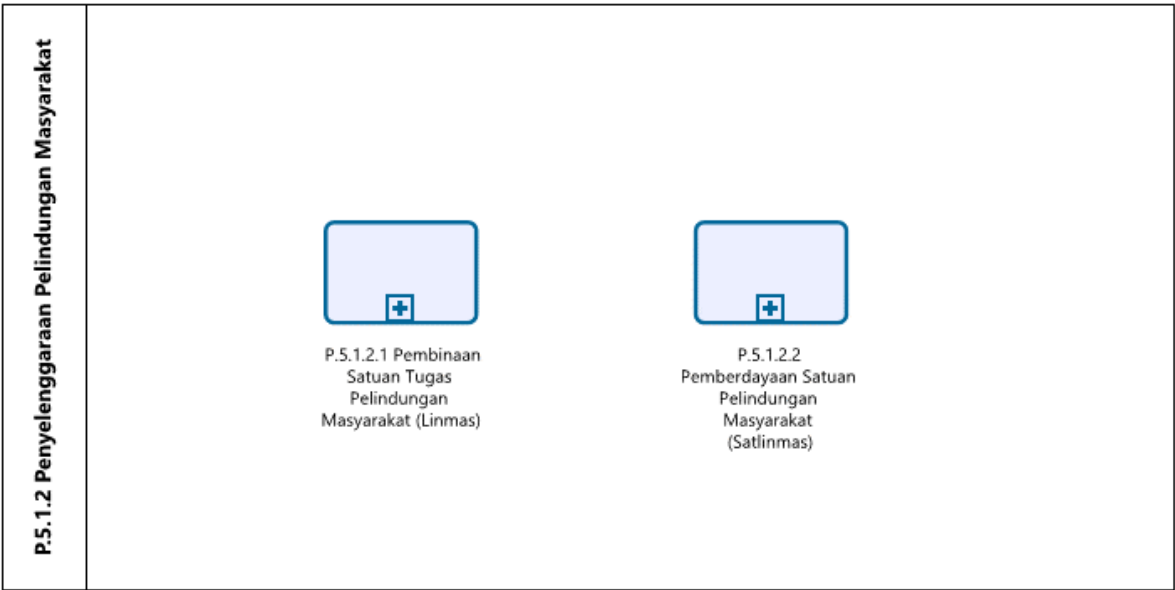 P.5.1.2 Penyelenggaraan Pelindungan Masyarakat
P.5.1.2.1 Pembinaan
Satuan Tugas
Pelindungan
Masyarakat (Linmas)
P.5.1.2.2
Pemberdayaan Satuan
Pelindungan
Masyarakat
(Satlinmas)